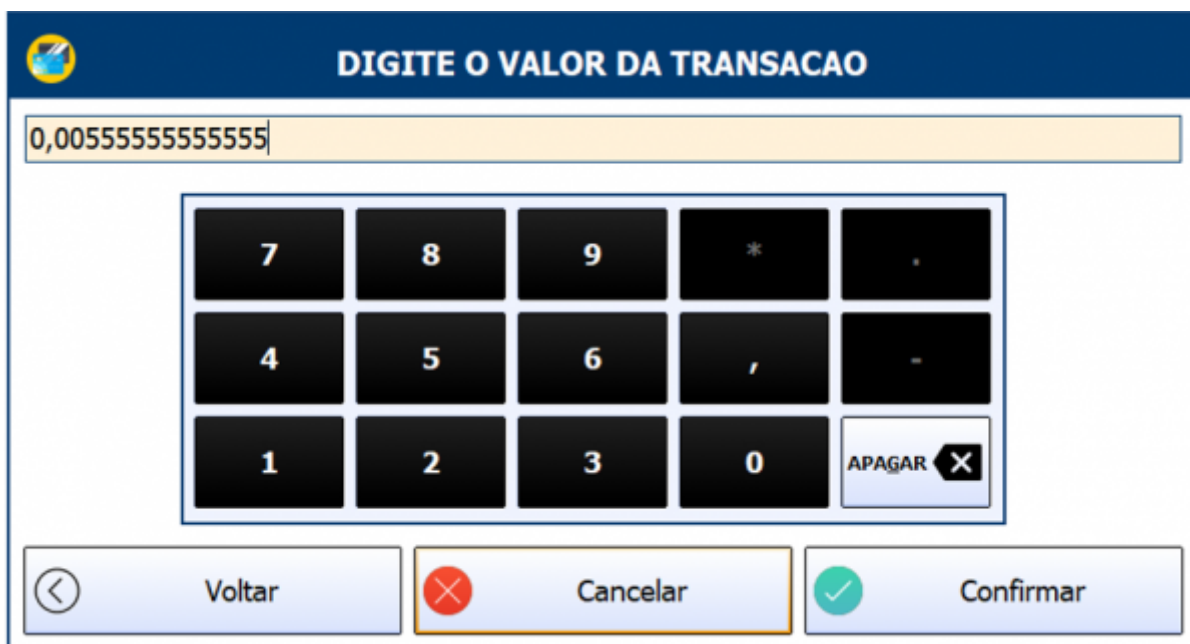 DIGITE O VALOR DA TRANSACAO
0,00555555555555
7 8 9 * .
4 5 6 , -
1 2 3 0 APAGAR
Voltar Cancelar Confirmar